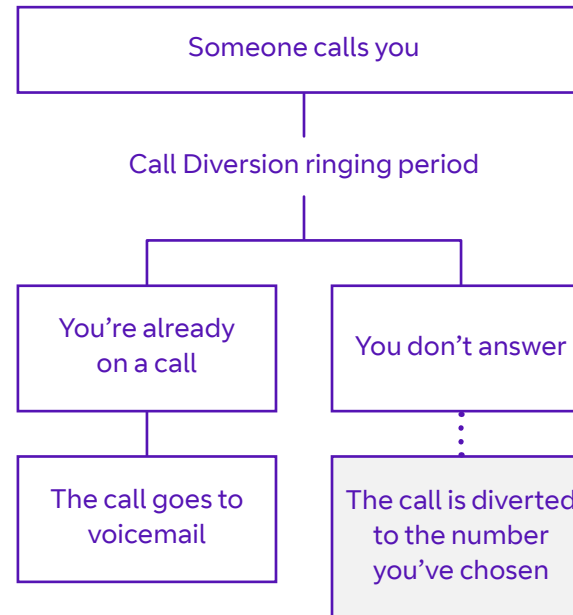 Someone calls you
Call Diversion ringing period
You’re already
on a call
You don’t answer
The call goes to
voicemail
The call is diverted
to the number
you’ve chosen